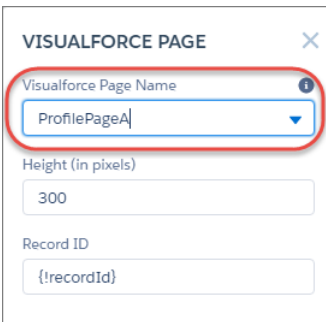 VISUALFORCE PAGE
Visualforce Page Name
ProfilePageA
Height (in pixels)
300
Record ID
{!recordId}